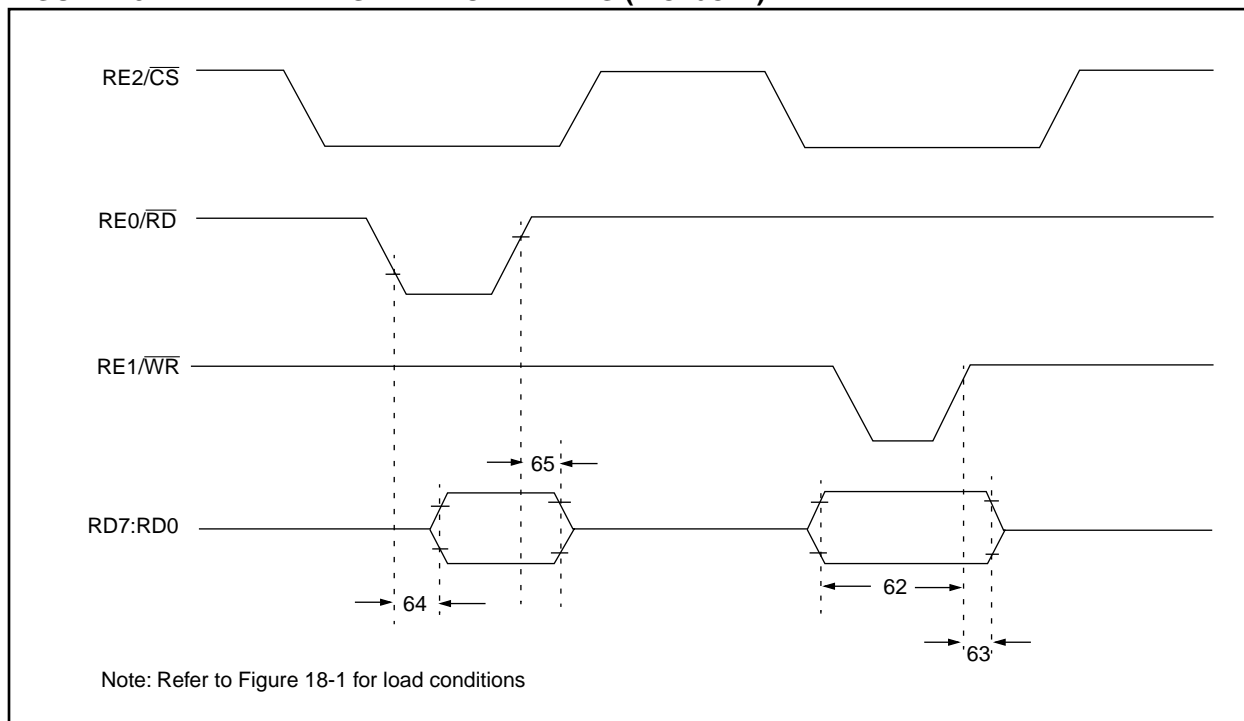 RE2/CS
RE0/RD
RE1/WR
65
RD7:RD0
64
62
63
Note: Refer to Figure 18-1 for load conditions